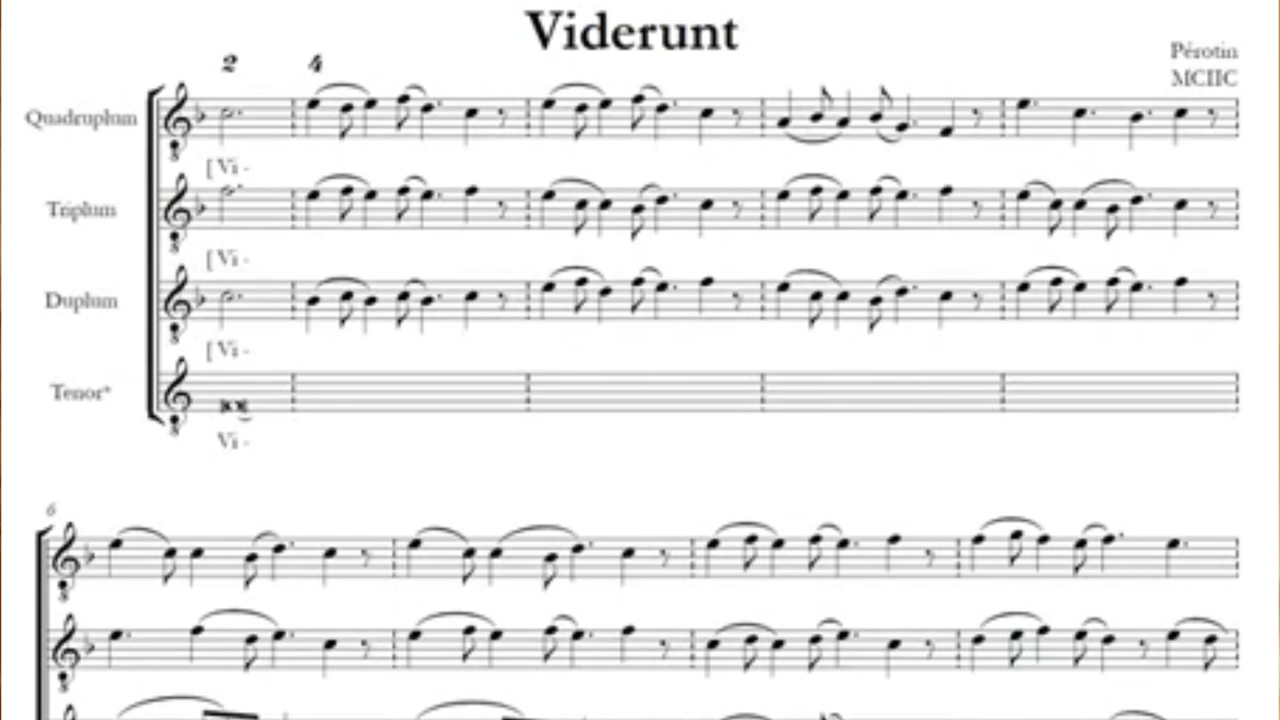 Viderunt
Pérotin
MCIIC
2 4
Quadruplum
[ Vi -
Triplum
[ Vi -
Duplum
[ Vi -
Tenor*
Vi -
6